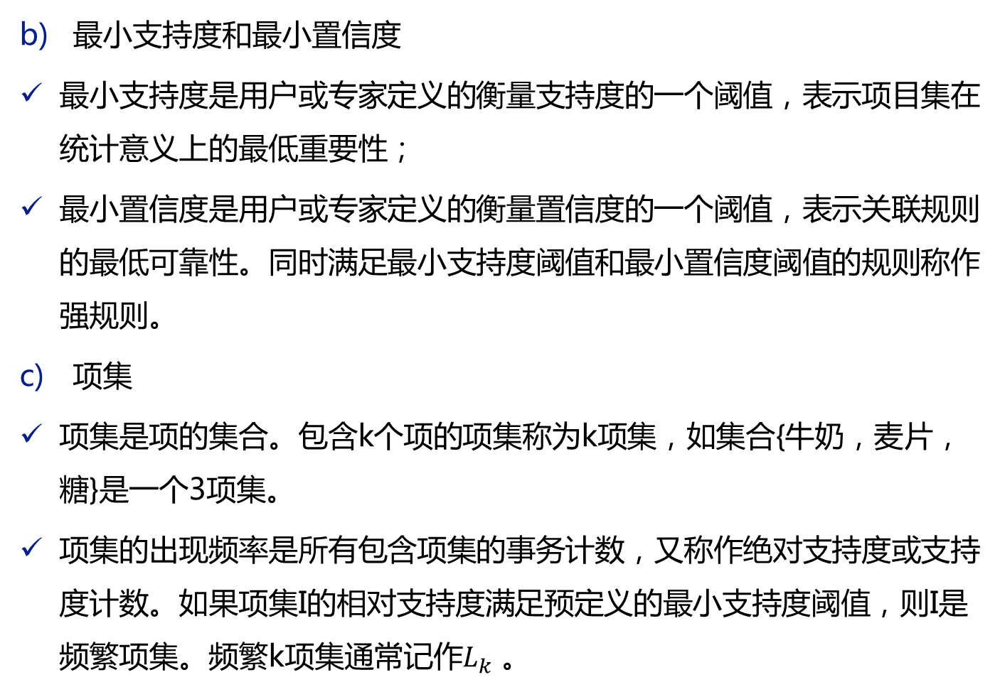 b) 最小支持度和最小置信度
✓ 最小支持度是用户或专家定义的衡量支持度的一个阈值，表示项目集在
统计意义上的最低重要性；
✓ 最小置信度是用户或专家定义的衡量置信度的一个阈值，表示关联规则
的最低可靠性。同时满足最小支持度阈值和最小置信度阈值的规则称作
强规则。
c) 项集
✓ 项集是项的集合。包含k个项的项集称为k项集，如集合{牛奶，麦片，
糖}是一个3项集。
✓ 项集的出现频率是所有包含项集的事务计数，又称作绝对支持度或支持
度计数。如果项集I的相对支持度满足预定义的最小支持度阈值，则I是
频繁项集。频繁k项集通常记作L_k 。